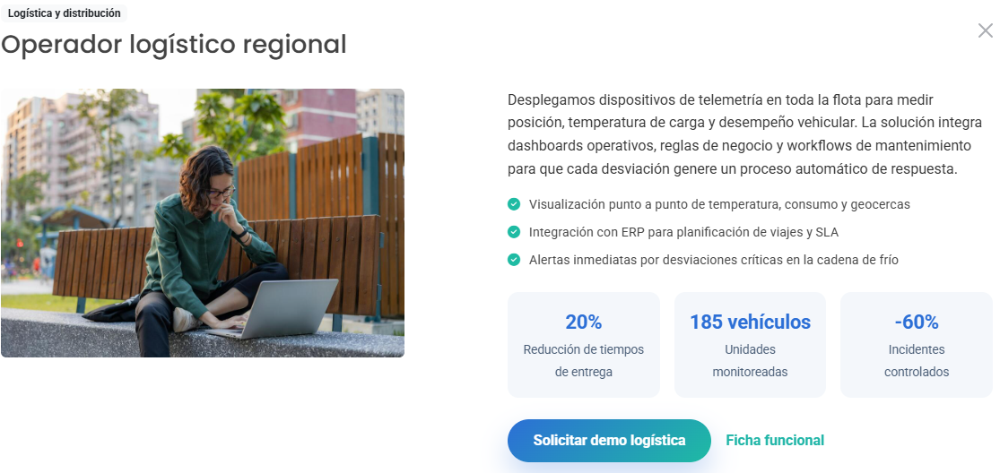 Logística y distribución
Operador logístico regional
Desplegamos dispositivos de telemetría en toda la flota para medir
posición, temperatura de carga y desempeño vehicular. La solución integra
dashboards operativos, reglas de negocio y workflows de mantenimiento
para que cada desviación genere un proceso automático de respuesta.
Visualización punto a punto de temperatura, consumo y geocercas
Integración con ERP para planificación de viajes y SLA
Alertas inmediatas por desviaciones críticas en la cadena de frío
20%
Reducción de tiempos
de entrega
185 vehículos
Unidades
monitoreadas
-60%
Incidentes
controlados
Solicitar demo logística
Ficha funcional